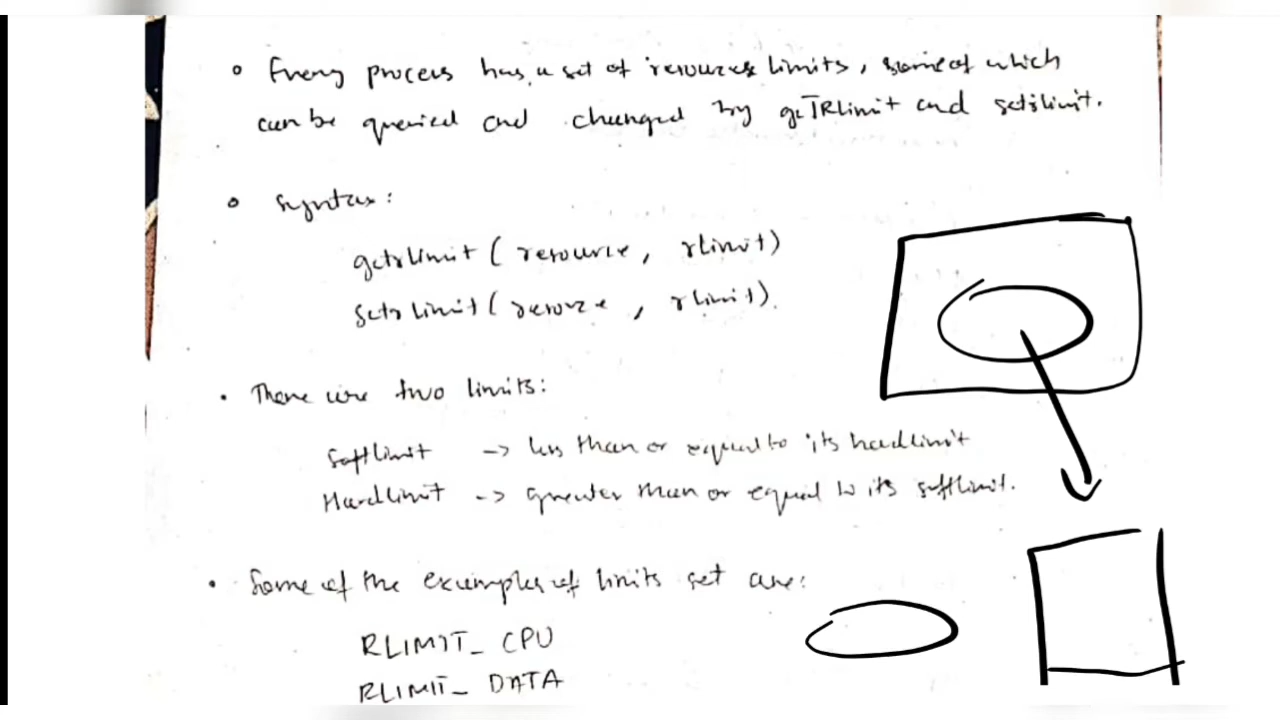 Every process has a set of resources limits, some of which
can be queried and changed by getRLimit and setrlimit.
Syntax:
getrlimit ( resource, rlimit)
Setrlimit ( resource, rlimit).
There are two limits:
Softlimit -> less than or equal to its hardlimit
Hardlimit -> greater than or equal to its softlimit.
Some of the examples of limits set are:
RLIMIT_ CPU
RLIMIT_ DATA